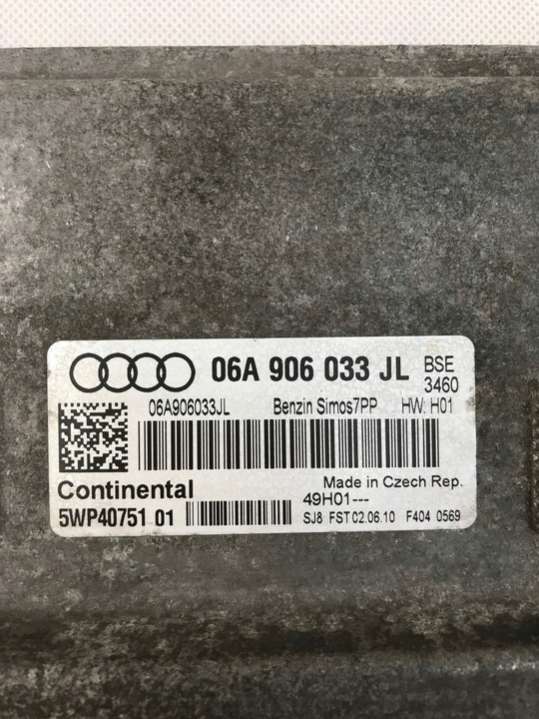 06A 906 033 JL BSE
3460
06A906033JL Benzin Simos7PP HW: H01
Continental Made in Czech Rep.
49H01---
5WP40751 01 SJ8 FST C2.06.10 F404 0569